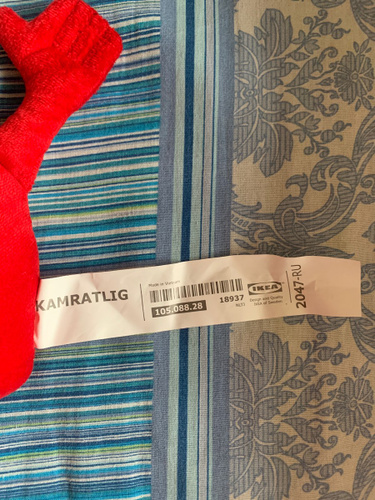 KAMRATLIG
Made in Vietnam
105.088.28
18937
IKEA
Design and Quality
IKEA of Sweden
2047-RU